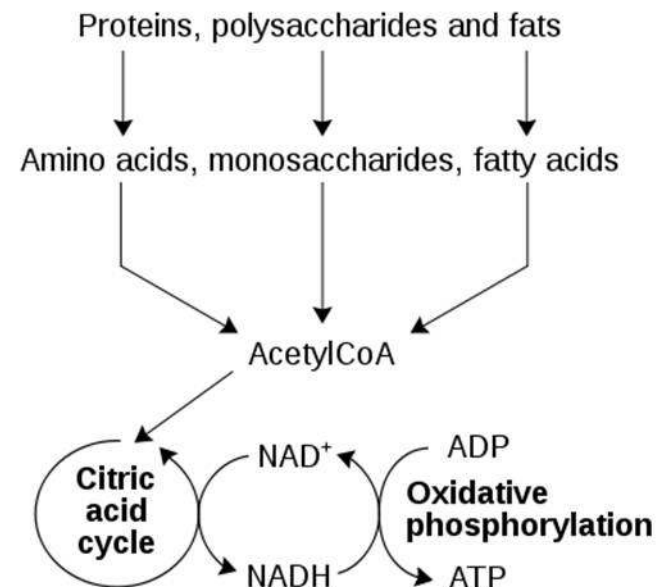 Proteins, polysaccharides and fats
Amino acids, monosaccharides, fatty acids
AcetylCoA
Citric
acid
cycle
NAD⁺
NADH
ADP
Oxidative
phosphorylation
ATP